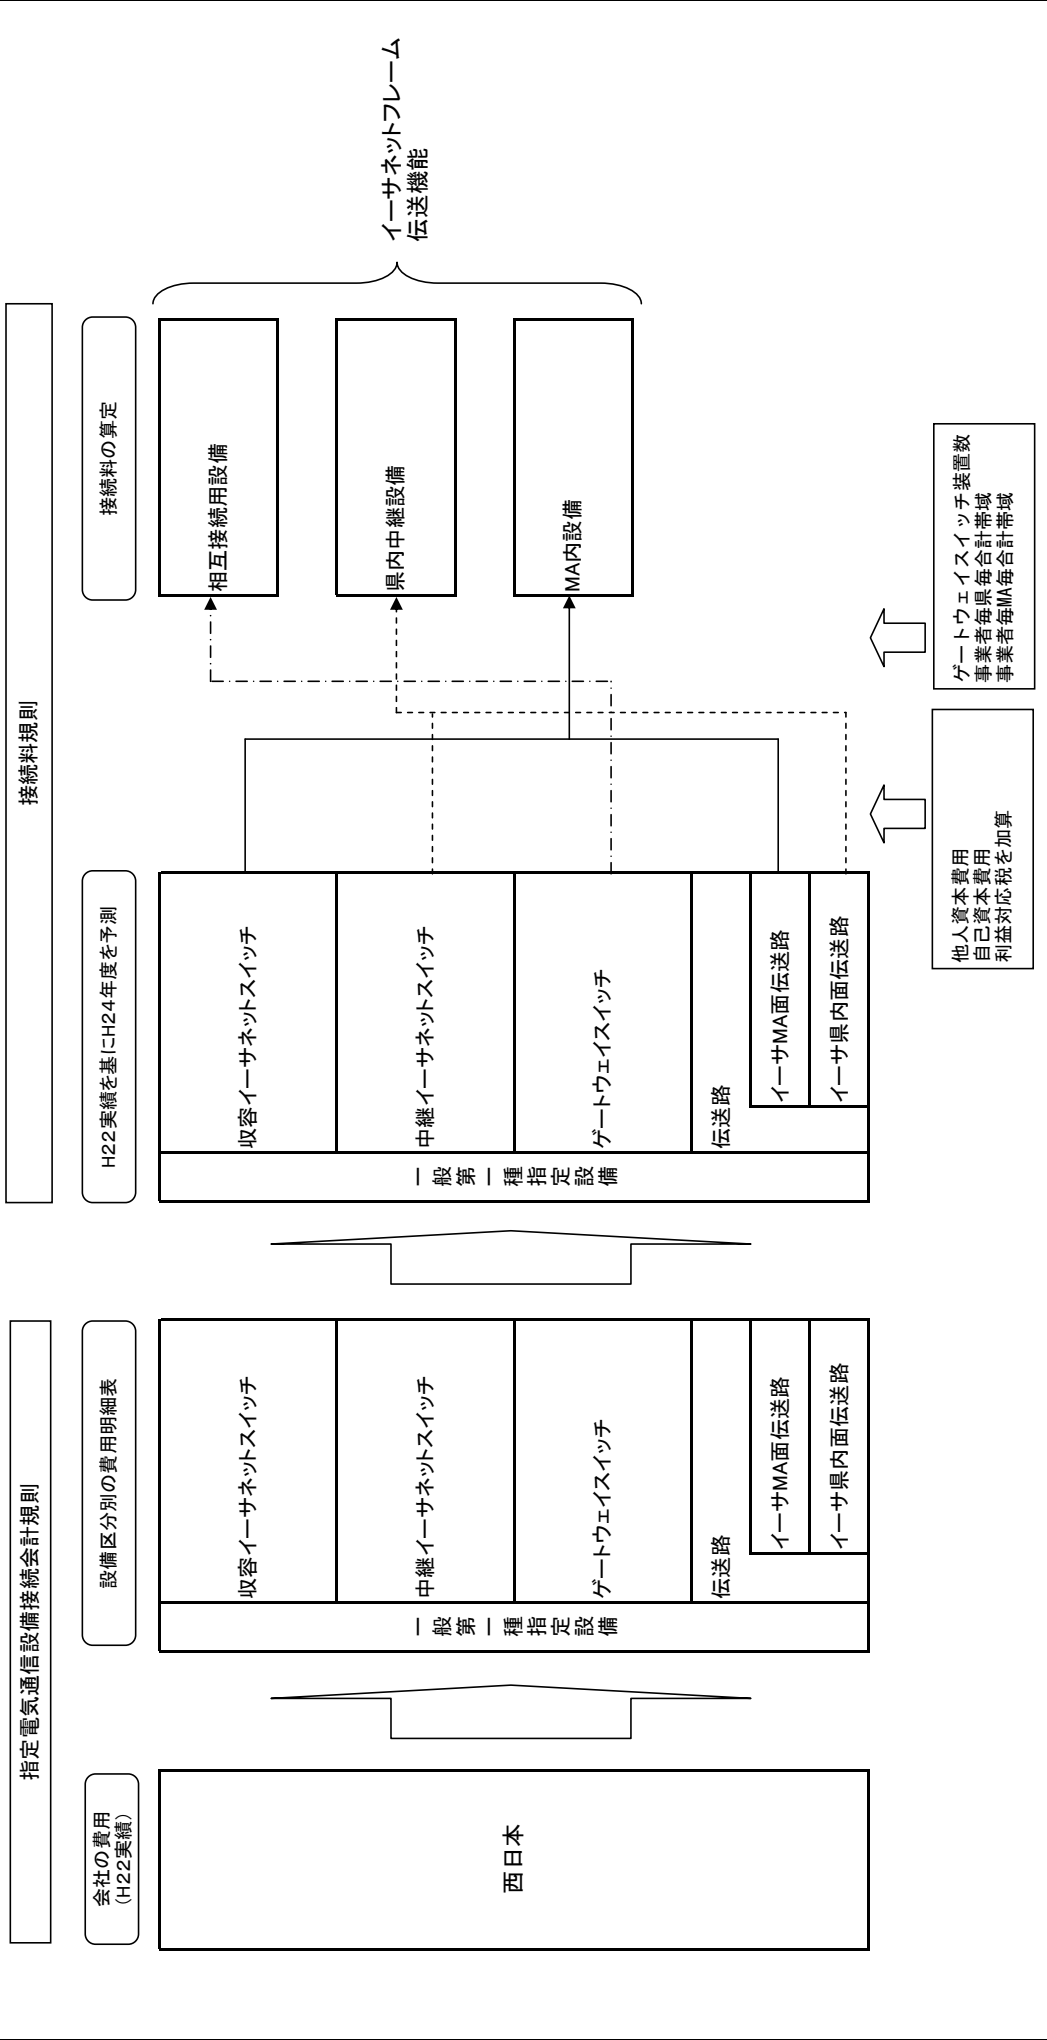 指定電気通信設備接続会計規則
接続料規則
会社の費用
（H22実績）
西日本
設備区分別の費用明細表
一般第一種指定設備
収容イーサネットスイッチ
中継イーサネットスイッチ
ゲートウェイスイッチ
伝送路
イーサMA面伝送路
イーサ県内面伝送路
H22実績を基にH24年度を予測
一般第一種指定設備
収容イーサネットスイッチ
中継イーサネットスイッチ
ゲートウェイスイッチ
伝送路
イーサMA面伝送路
イーサ県内面伝送路
他人資本費用
自己資本費用
利益対応税を加算
接続料の算定
相互接続用設備
県内中継設備
MA内設備
ゲートウェイスイッチ装置数
事業者毎県毎合計帯域
事業者毎MA毎合計帯域
イーサネットフレーム
伝送機能